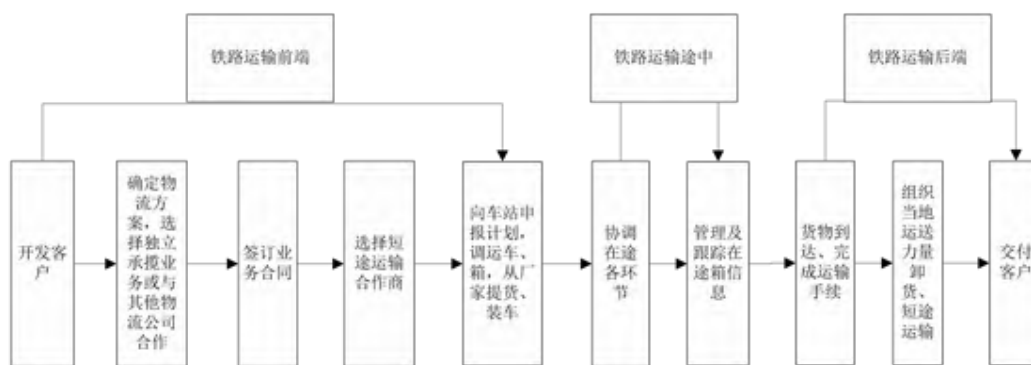 铁路运输前端
铁路运输途中
铁路运输后端
开发客
户
确定物
流方
案，选
择独立
承揽业
务或与
其他物
流公司
合作
签订业
务合同
选择短
途运输
合作商
向车站申
报计划，
调运车、
箱，从厂
家提货、
装车
协调
在途
各环
节
管理及
跟踪在
途箱信
息
货物到
达、完
成运输
手续
组织
当地
运送
力量
卸
货、
短途
运输
交付
客户